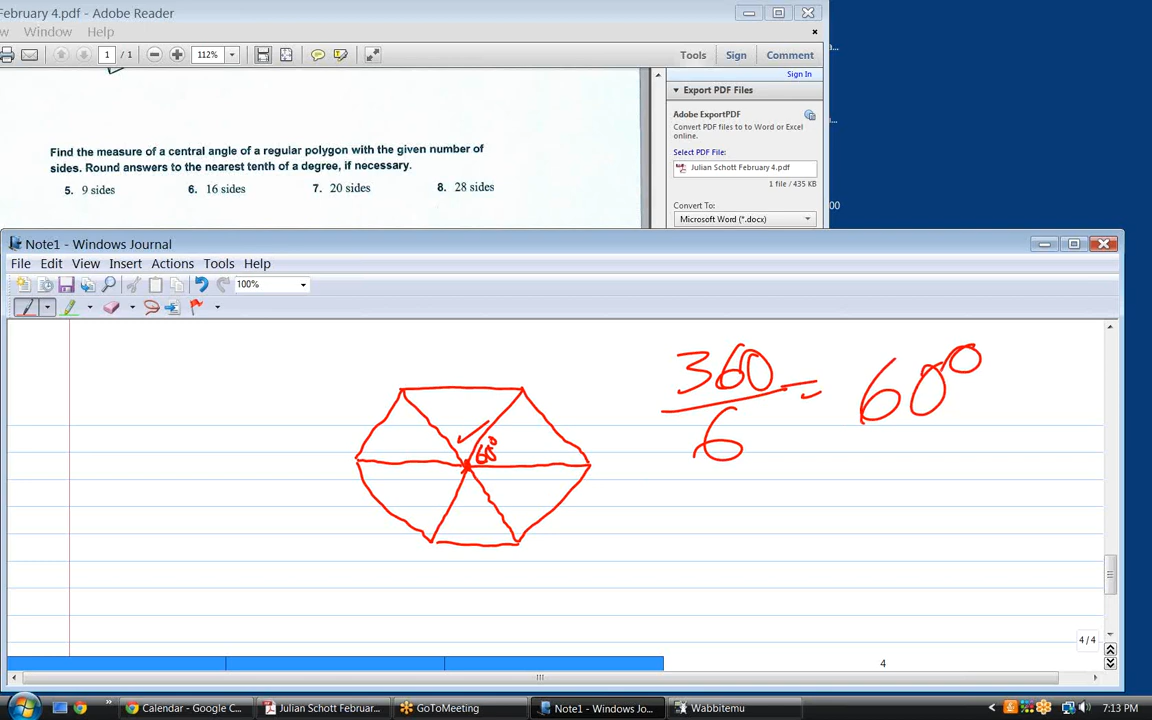 February 4.pdf - Adobe Reader
w Window Help
1 / 1 112% Tools Sign Comment
Sign In
Export PDF Files
Adobe ExportPDF
Convert PDF files to to Word or Excel
online.
Select PDF File:
Julian Schott February 4.pdf
1 file / 435 KB
Convert To:
Microsoft Word (*.docx)
Find the measure of a central angle of a regular polygon with the given number of
sides. Round answers to the nearest tenth of a degree, if necessary.
5. 9 sides 6. 16 sides 7. 20 sides 8. 28 sides
a...
a...
00
Note1 - Windows Journal
File Edit View Insert Actions Tools Help
100%
360
6
= 60°
60°
4/4
4
Calendar - Google C... Julian Schott Februar... GoToMeeting Note1 - Windows Jo... Wabbitemu 7:13 PM